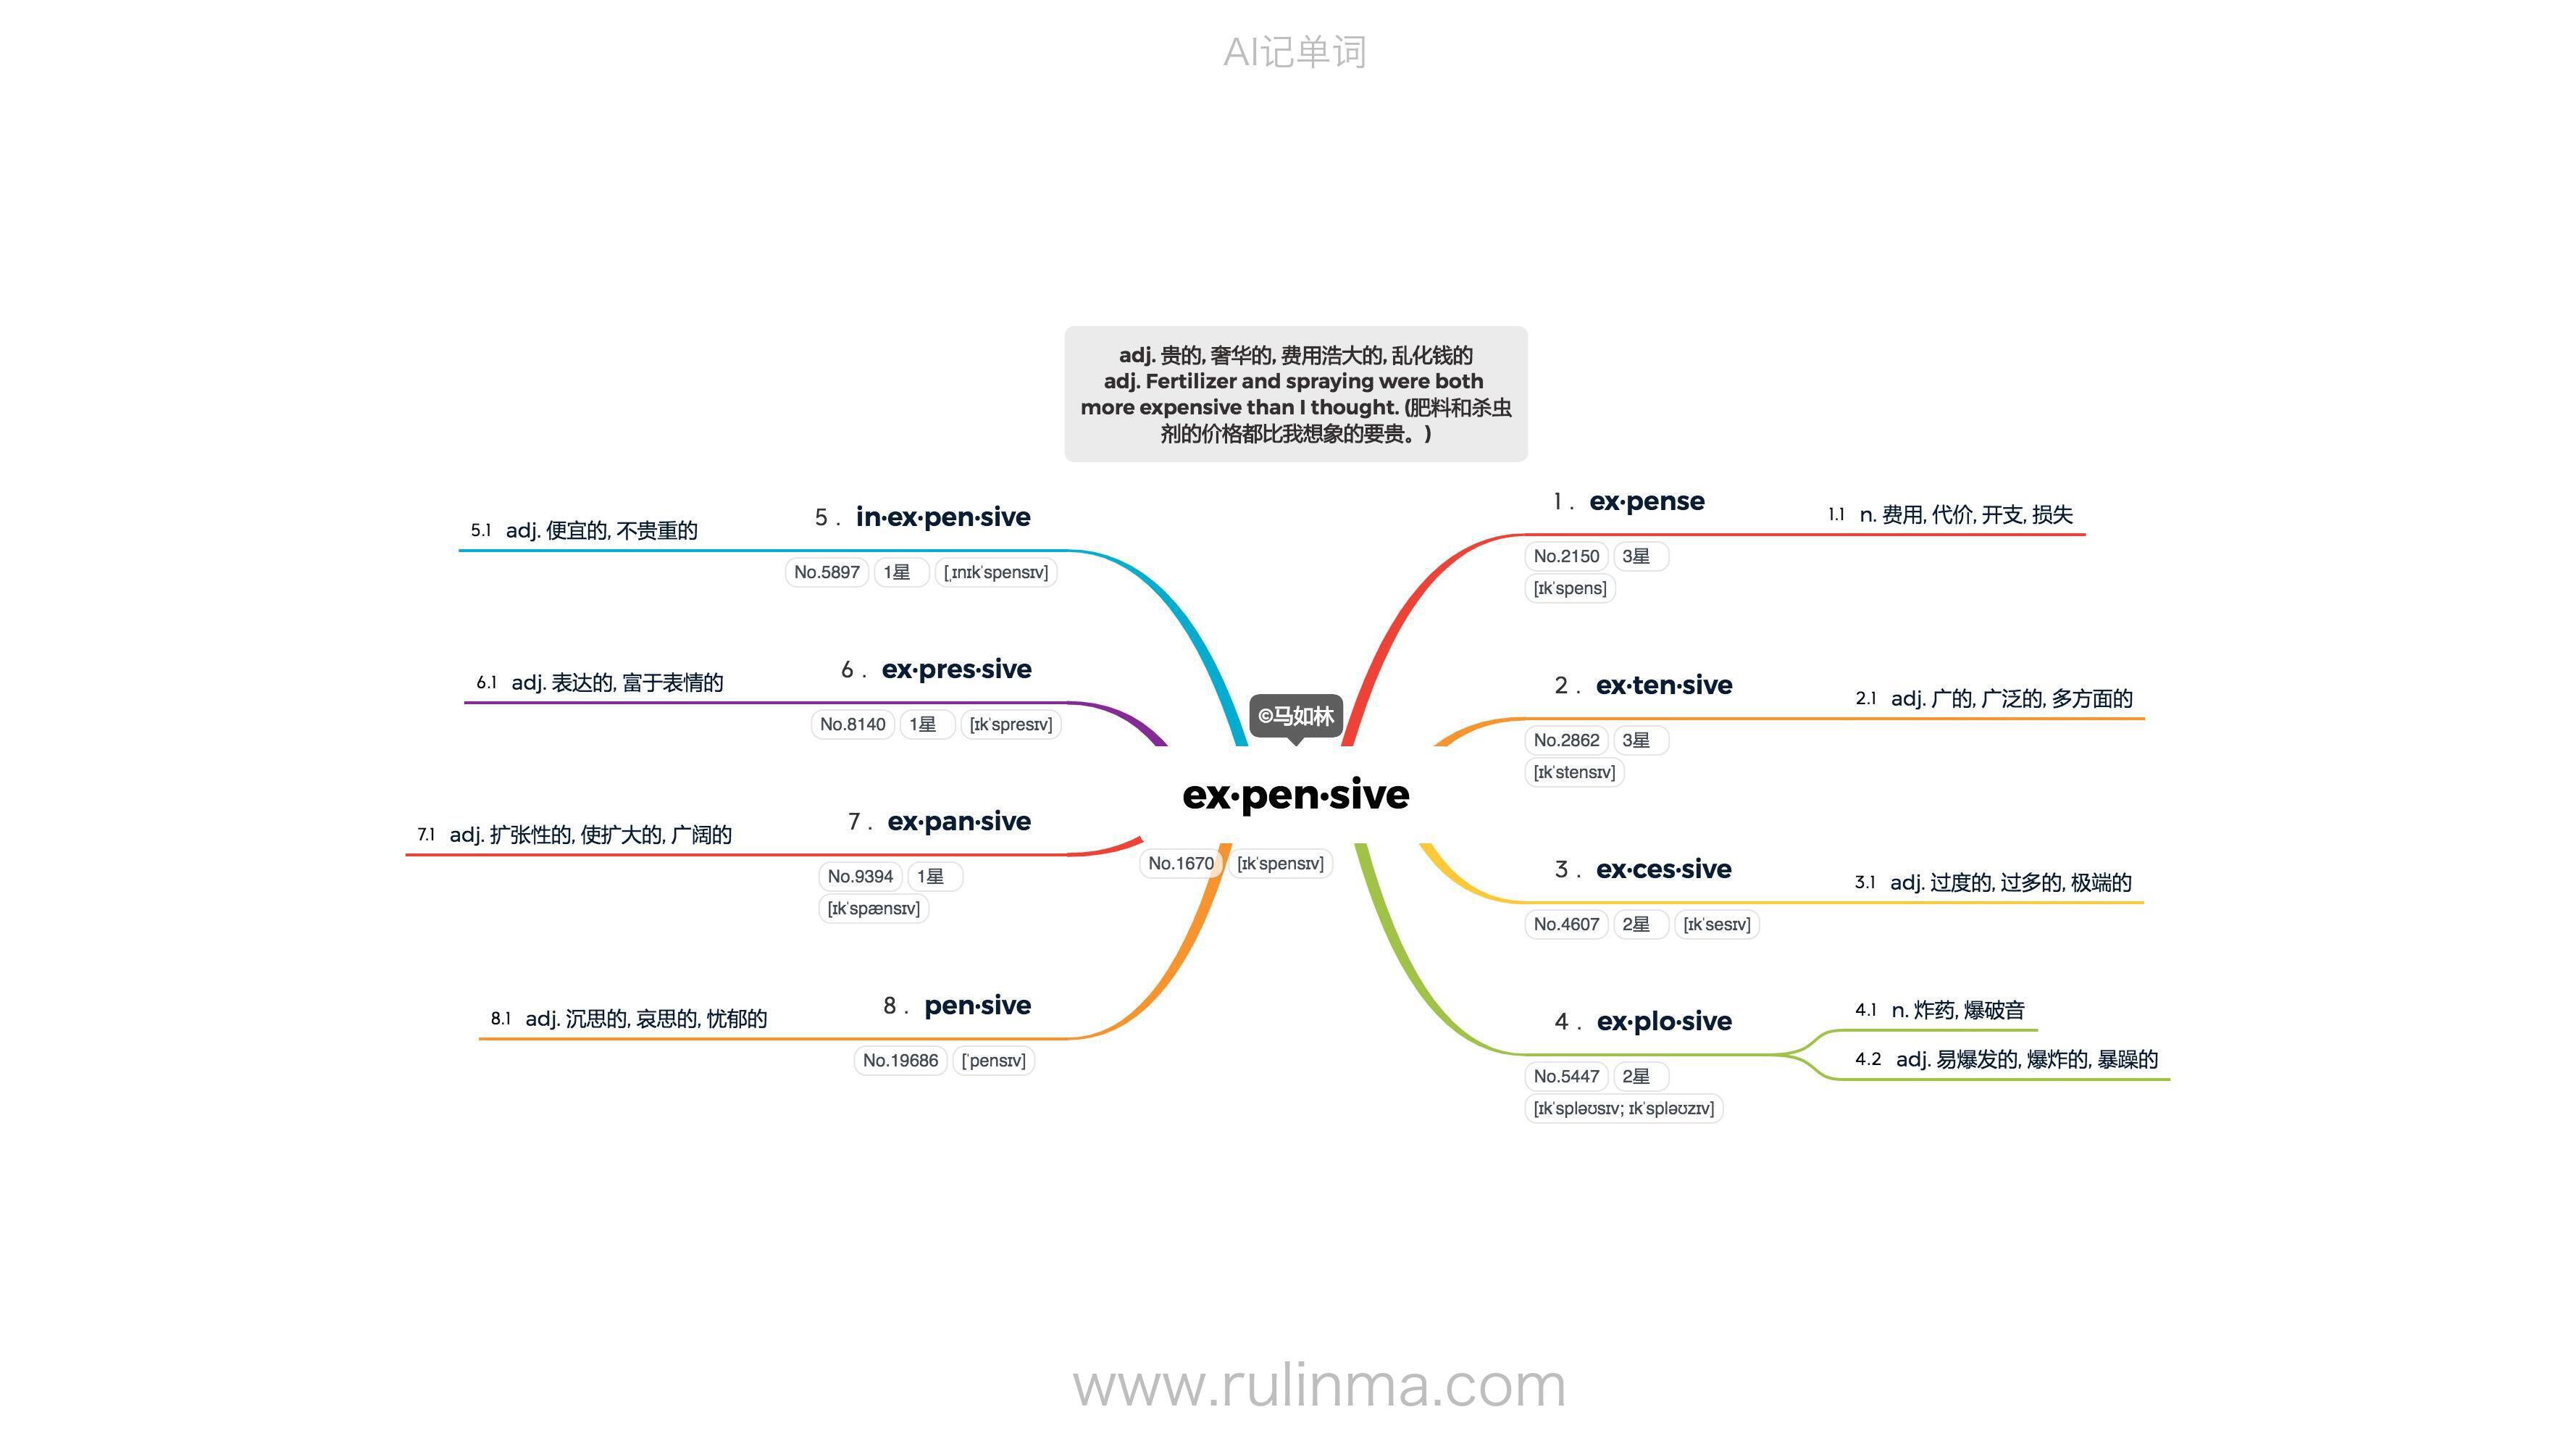 AI记单词
adj. 贵的, 奢华的, 费用浩大的, 乱化钱的
adj. Fertilizer and spraying were both
more expensive than I thought. (肥料和杀虫
剂的价格都比我想象的要贵。)
©马如林
ex·pen·sive
No.1670 [ɪkˈspensɪv]
1. ex·pense
No.2150 3星
[ɪkˈspens]
1.1 n. 费用, 代价, 开支, 损失
2. ex·ten·sive
No.2862 3星
[ɪkˈstensɪv]
2.1 adj. 广的, 广泛的, 多方面的
3. ex·ces·sive
No.4607 2星 [ɪkˈsesɪv]
3.1 adj. 过度的, 过多的, 极端的
4. ex·plo·sive
No.5447 2星
[ɪkˈspləʊsɪv; ɪkˈspləʊzɪv]
4.1 n. 炸药, 爆破音
4.2 adj. 易爆发的, 爆炸的, 暴躁的
5. in·ex·pen·sive
No.5897 1星 [ˌɪnɪkˈspensɪv]
5.1 adj. 便宜的, 不贵重的
6. ex·pres·sive
No.8140 1星 [ɪkˈspresɪv]
6.1 adj. 表达的, 富于表情的
7. ex·pan·sive
No.9394 1星
[ɪkˈspænsɪv]
7.1 adj. 扩张性的, 使扩大的, 广阔的
8. pen·sive
No.19686 [ˈpensɪv]
8.1 adj. 沉思的, 哀思的, 忧郁的
www.rulinma.com